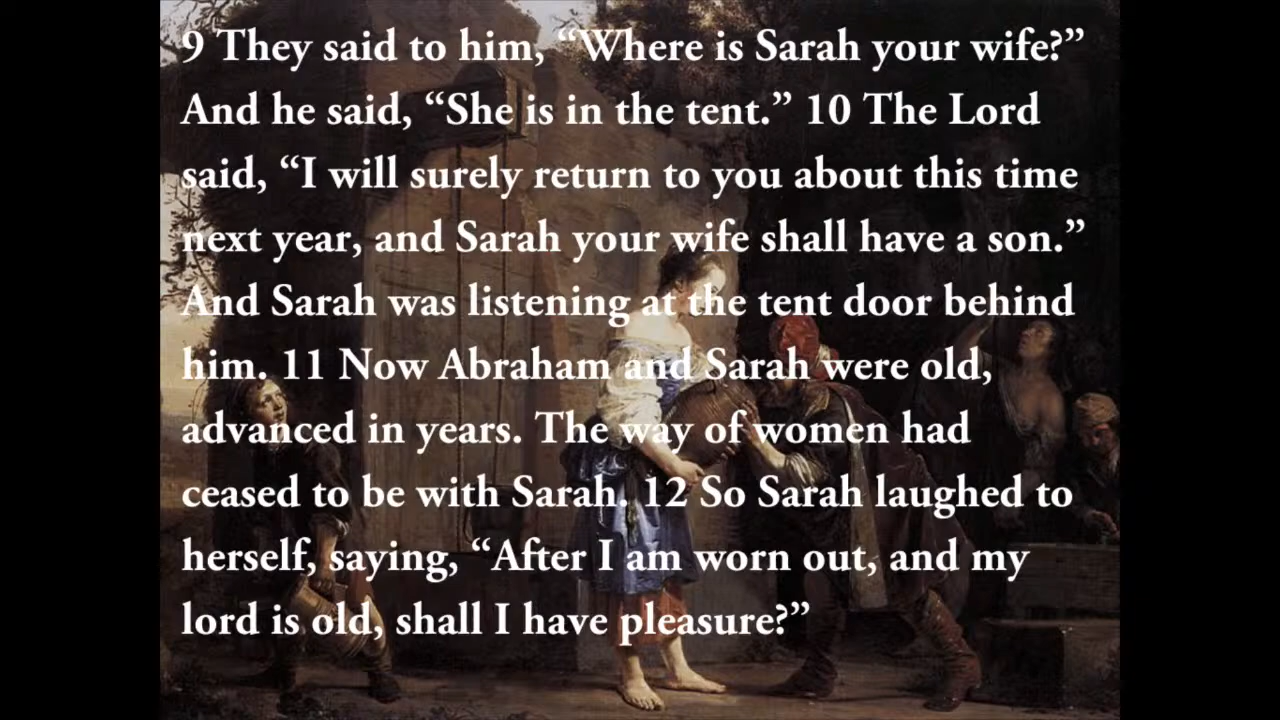 9 They said to him, “Where is Sarah your wife?”
And he said, “She is in the tent.” 10 The Lord
said, “I will surely return to you about this time
next year, and Sarah your wife shall have a son.”
And Sarah was listening at the tent door behind
him. 11 Now Abraham and Sarah were old,
advanced in years. The way of women had
ceased to be with Sarah. 12 So Sarah laughed to
herself, saying, “After I am worn out, and my
lord is old, shall I have pleasure?”